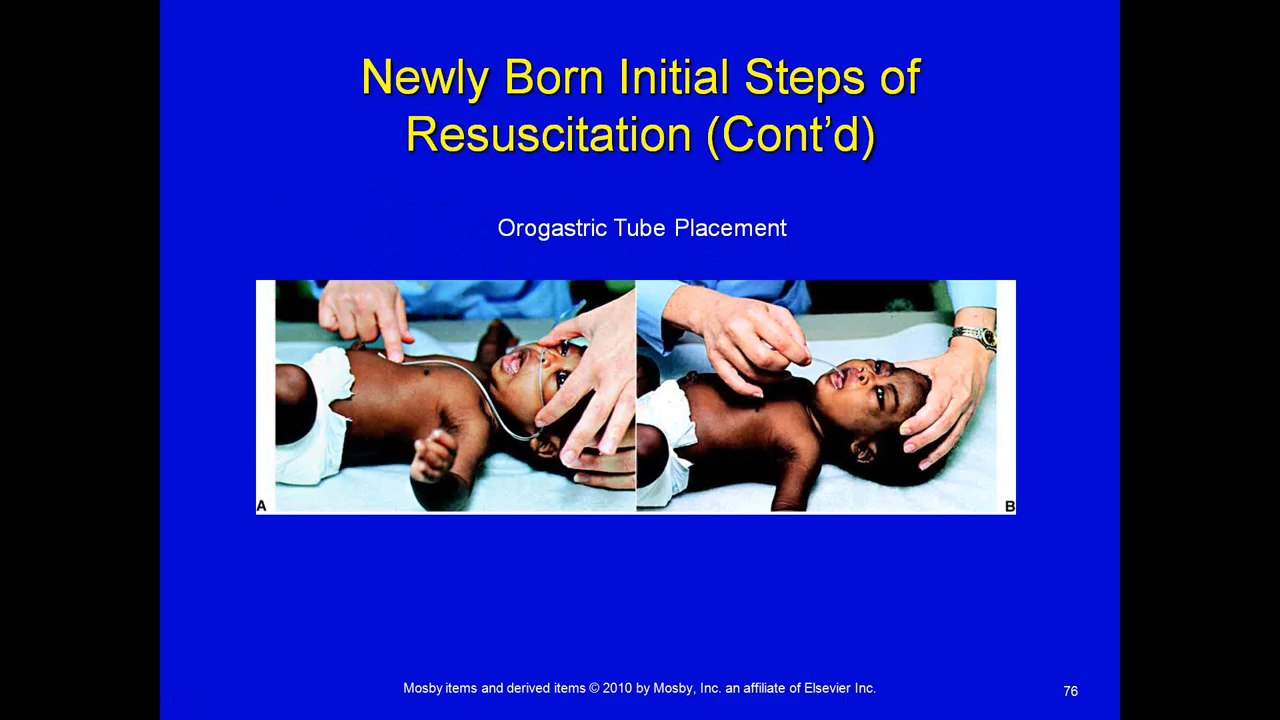 Newly Born Initial Steps of
Resuscitation (Cont’d)
Orogastric Tube Placement
A
B
Mosby items and derived items © 2010 by Mosby, Inc. an affiliate of Elsevier Inc.
76